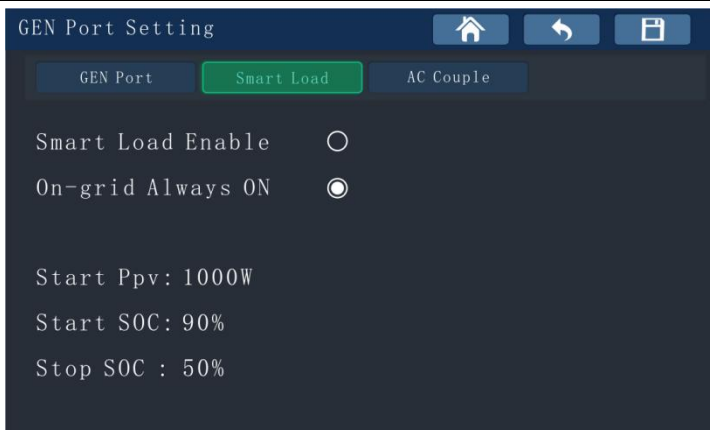 GEN Port Setting
GEN Port Smart Load AC Couple
Smart Load Enable
On-grid Always ON
Start Ppv: 1000W
Start SOC: 90%
Stop SOC : 50%